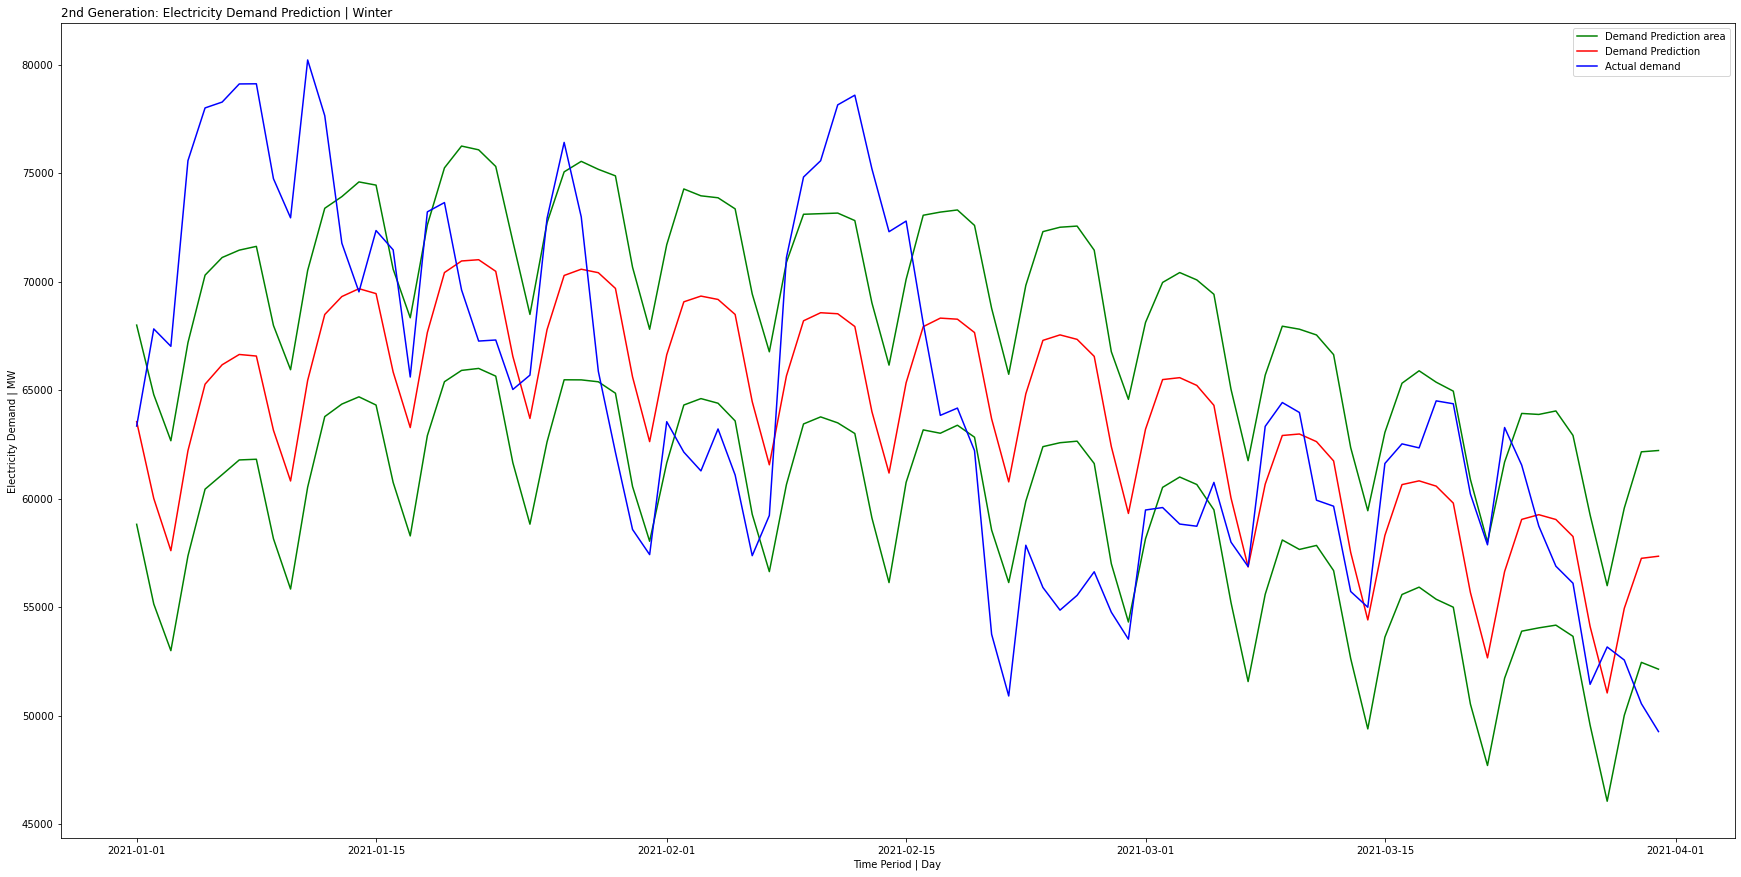 2nd Generation: Electricity Demand Prediction | Winter
Demand Prediction area
Demand Prediction
Actual demand
80000
75000
70000
65000
60000
55000
50000
45000
Electricity Demand | MW
2021-01-01
2021-01-15
2021-02-01
2021-02-15
2021-03-01
2021-03-15
2021-04-01
Time Period | Day